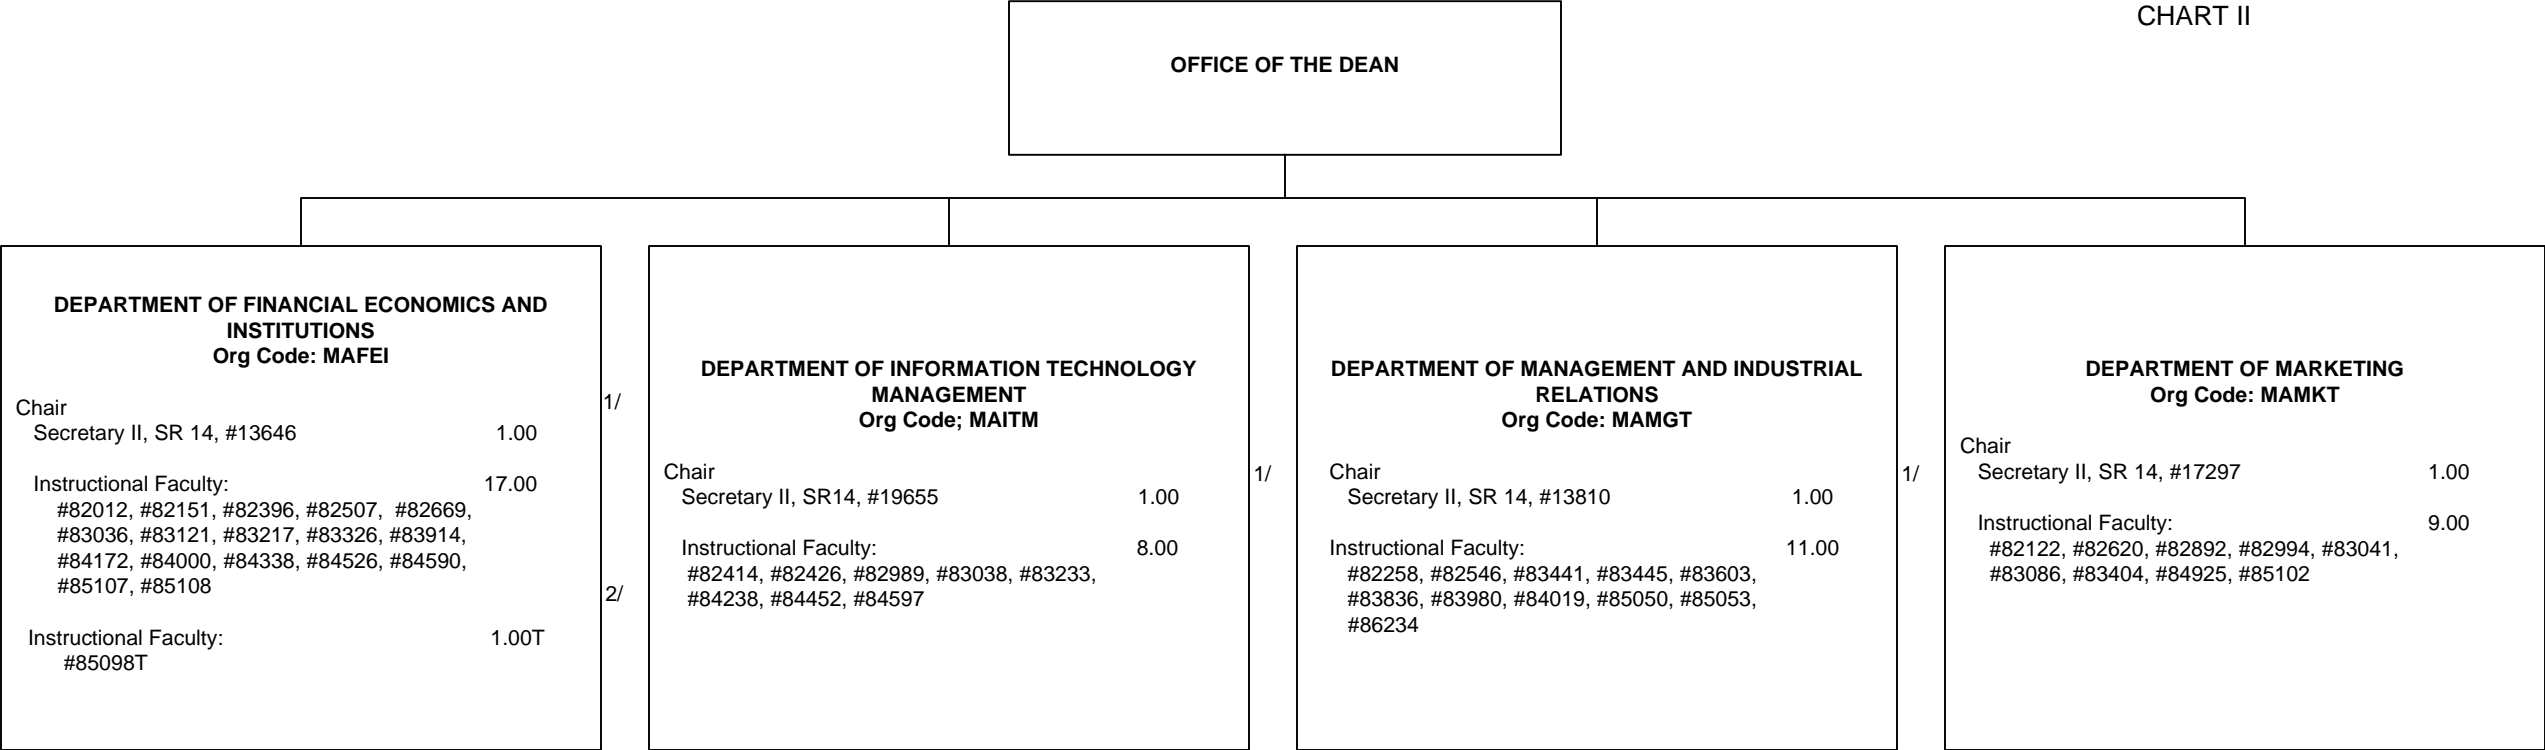 CHART II
OFFICE OF THE DEAN
DEPARTMENT OF FINANCIAL ECONOMICS AND
INSTITUTIONS
Org Code: MAFEI
Chair
Secretary II, SR 14, #13646 1.00
Instructional Faculty: 17.00
#82012, #82151, #82396, #82507, #82669,
#83036, #83121, #83217, #83326, #83914,
#84172, #84000, #84338, #84526, #84590,
#85107, #85108
Instructional Faculty: 1.00T
#85098T
1/
2/
DEPARTMENT OF INFORMATION TECHNOLOGY
MANAGEMENT
Org Code; MAITM
Chair
Secretary II, SR14, #19655 1.00
Instructional Faculty: 8.00
#82414, #82426, #82989, #83038, #83233,
#84238, #84452, #84597
1/
DEPARTMENT OF MANAGEMENT AND INDUSTRIAL
RELATIONS
Org Code: MAMGT
Chair
Secretary II, SR 14, #13810 1.00
Instructional Faculty: 11.00
#82258, #82546, #83441, #83445, #83603,
#83836, #83980, #84019, #85050, #85053,
#86234
1/
DEPARTMENT OF MARKETING
Org Code: MAMKT
Chair
Secretary II, SR 14, #17297 1.00
Instructional Faculty: 9.00
#82122, #82620, #82892, #82994, #83041,
#83086, #83404, #84925, #85102